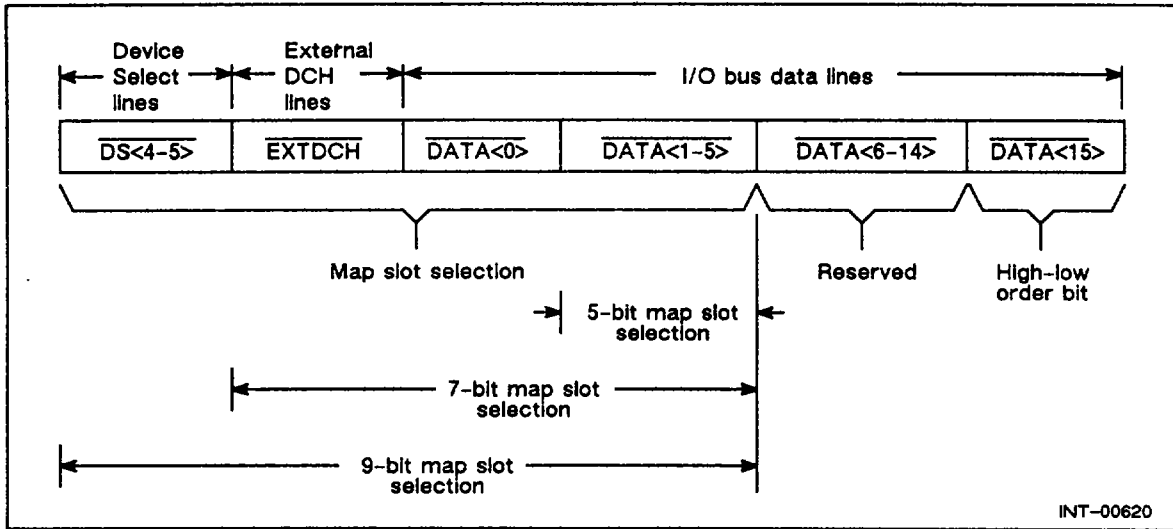 Device
Select
lines
External
DCH
lines
I/O bus data lines
DS<4-5>
EXTDCH
DATA<0>
DATA<1-5>
DATA<6-14>
DATA<15>
Map slot selection
Reserved
High-low
order bit
5-bit map slot
selection
7-bit map slot
selection
9-bit map slot
selection
INT-00620